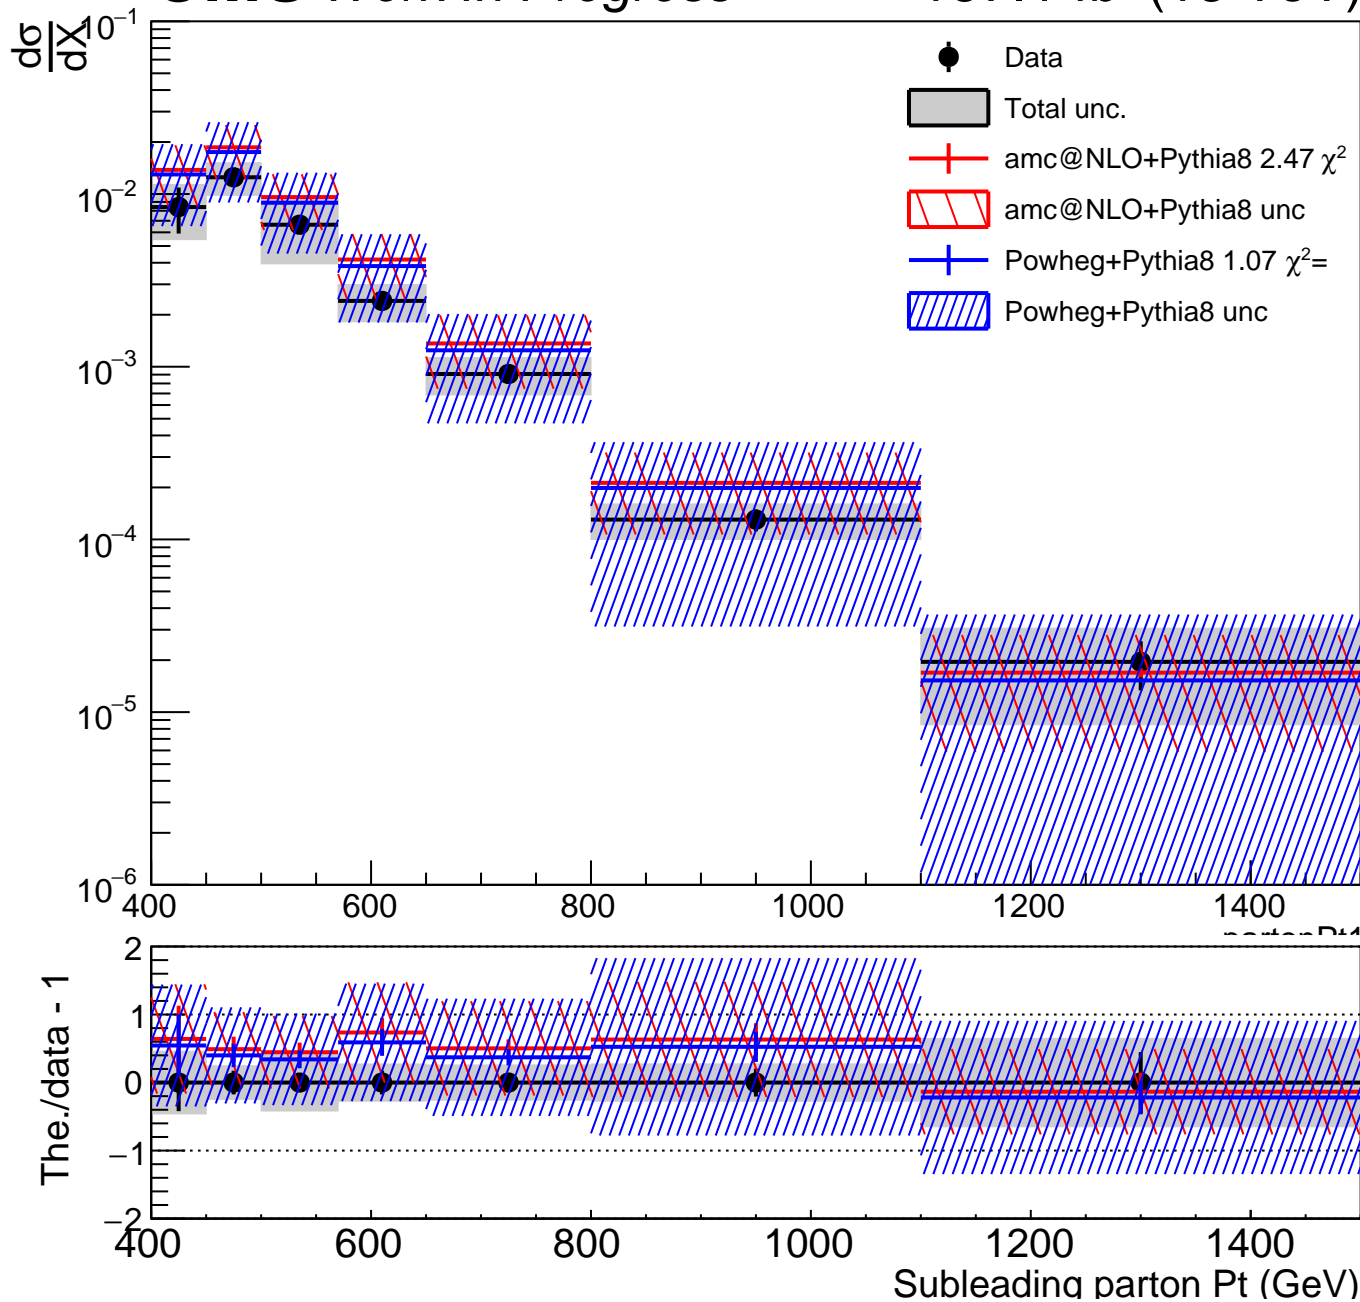 dσ
dX
10⁻¹
10⁻²
10⁻³
10⁻⁴
10⁻⁵
10⁻⁶
Data
Total unc.
amc@NLO+Pythia8 2.47 χ²
amc@NLO+Pythia8 unc
Powheg+Pythia8 1.07 χ²=
Powheg+Pythia8 unc
400 600 800 1000 1200 1400
The./data - 1
2
1
0
−1
−2
400 600 800 1000 1200 1400
Subleading parton Pt (GeV)